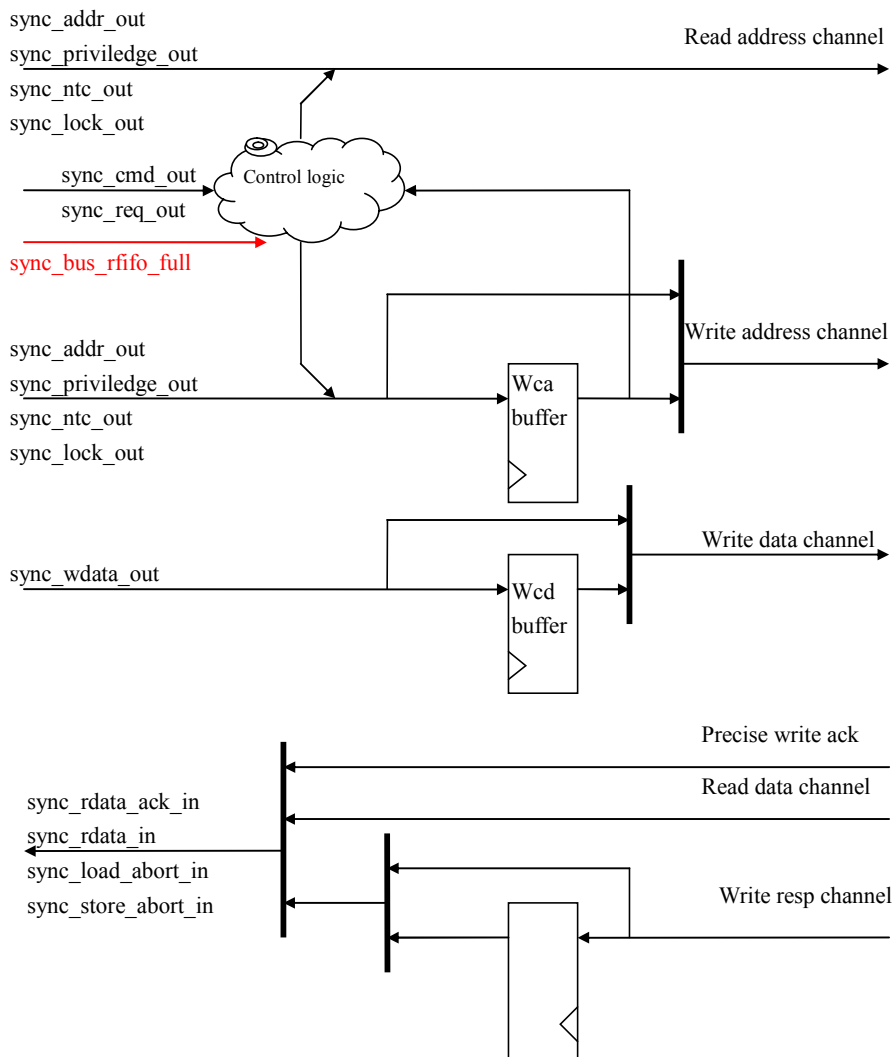 sync_addr_out
sync_priviledge_out
Read address channel
sync_ntc_out
sync_lock_out
sync_cmd_out
Control logic
sync_req_out
sync_bus_rfifo_full
sync_addr_out
Write address channel
sync_priviledge_out
Wca
buffer
sync_ntc_out
sync_lock_out
Write data channel
sync_wdata_out
Wcd
buffer
Precise write ack
Read data channel
sync_rdata_ack_in
sync_rdata_in
sync_load_abort_in
Write resp channel
sync_store_abort_in